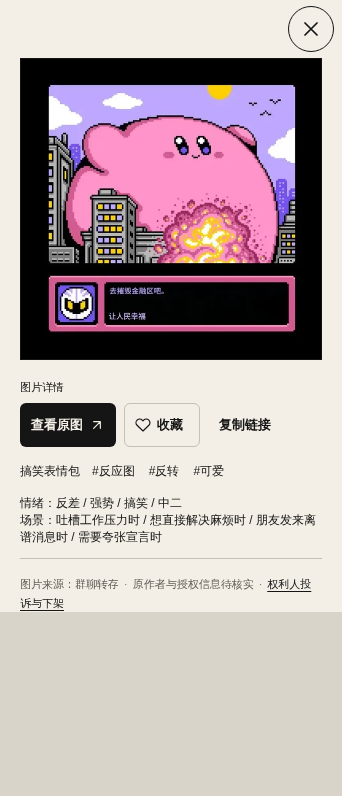 去摧毁金融区吧。
让人民幸福
图片详情
查看原图
收藏
复制链接
搞笑表情包 #反应图 #反转 #可爱
情绪：反差 / 强势 / 搞笑 / 中二
场景：吐槽工作压力时 / 想直接解决麻烦时 / 朋友发来离
谱消息时 / 需要夸张宣言时
图片来源：群聊转存 · 原作者与授权信息待核实 · 权利人投
诉与下架